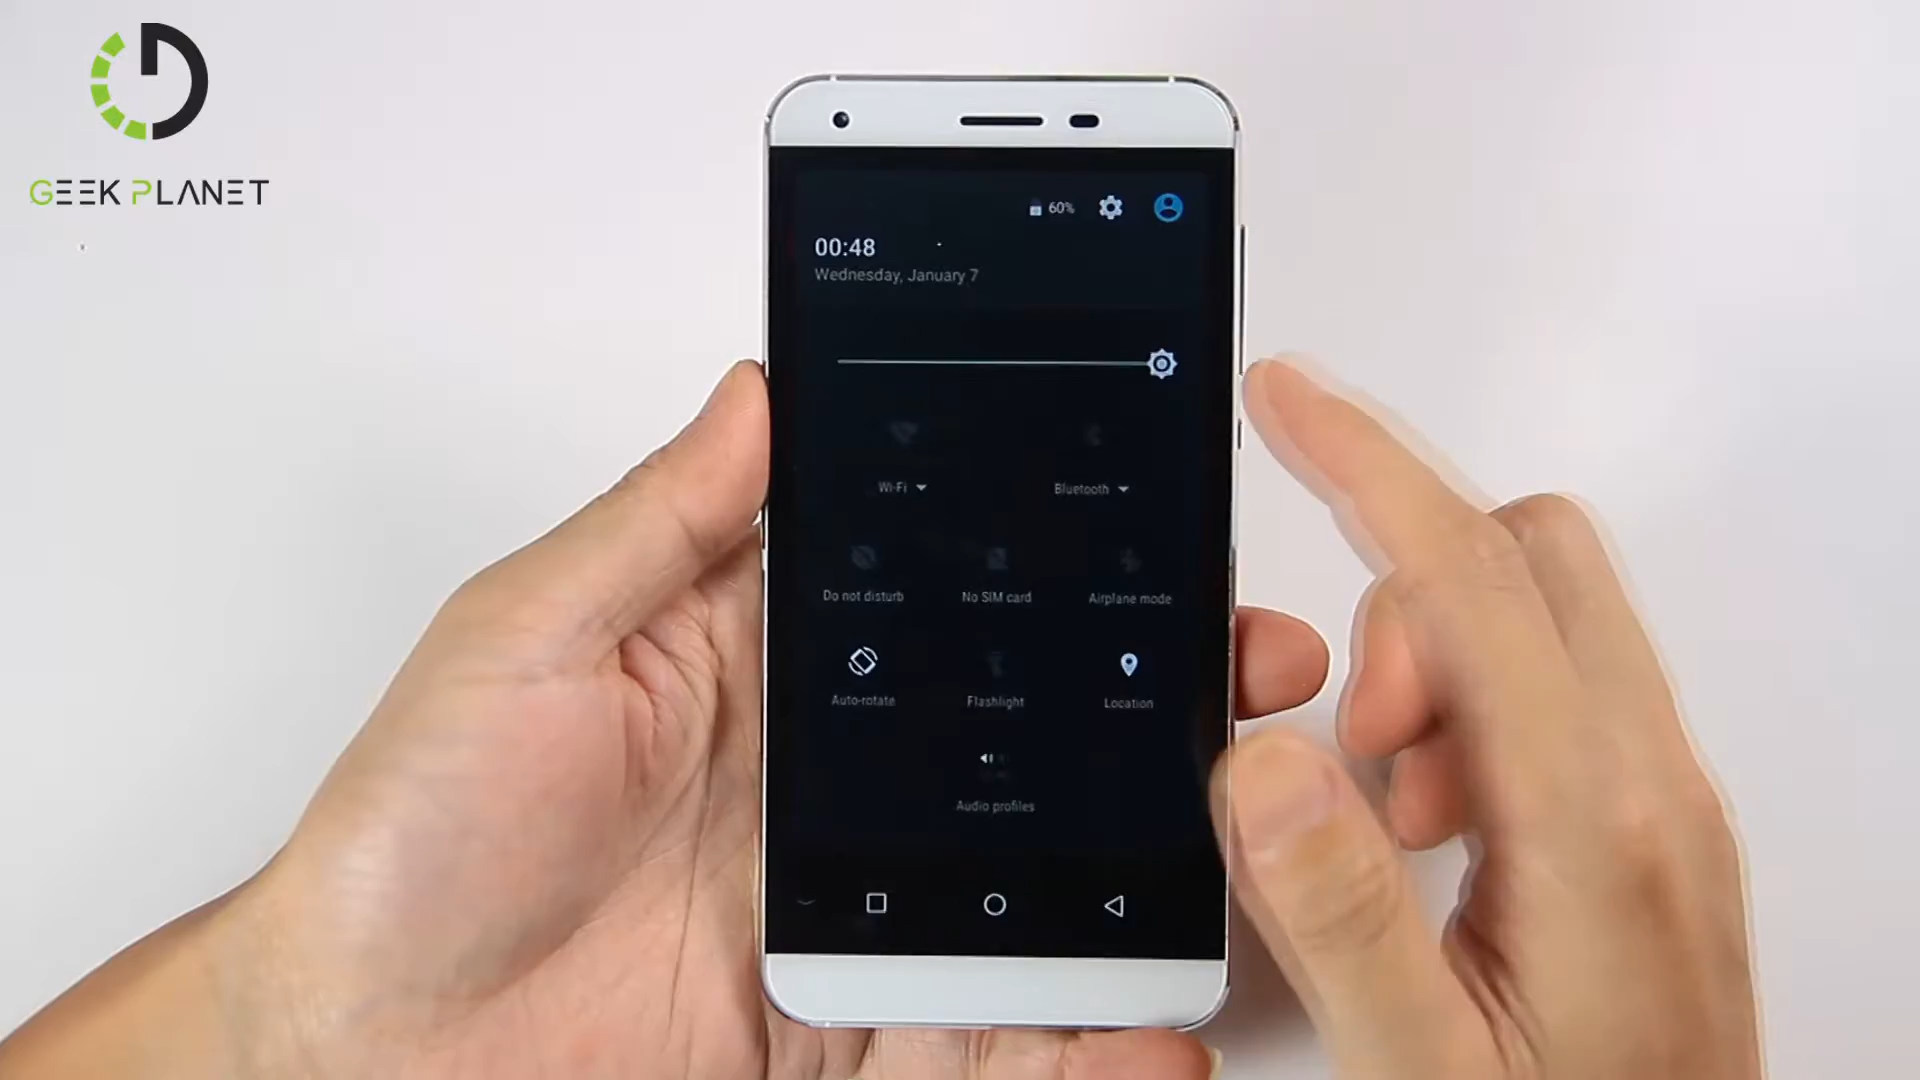 GEEK PLANET
60%
00:48
Wednesday, January 7
Wi-Fi
Bluetooth
Do not disturb
No SIM card
Airplane mode
Auto-rotate
Flashlight
Location
Audio profiles